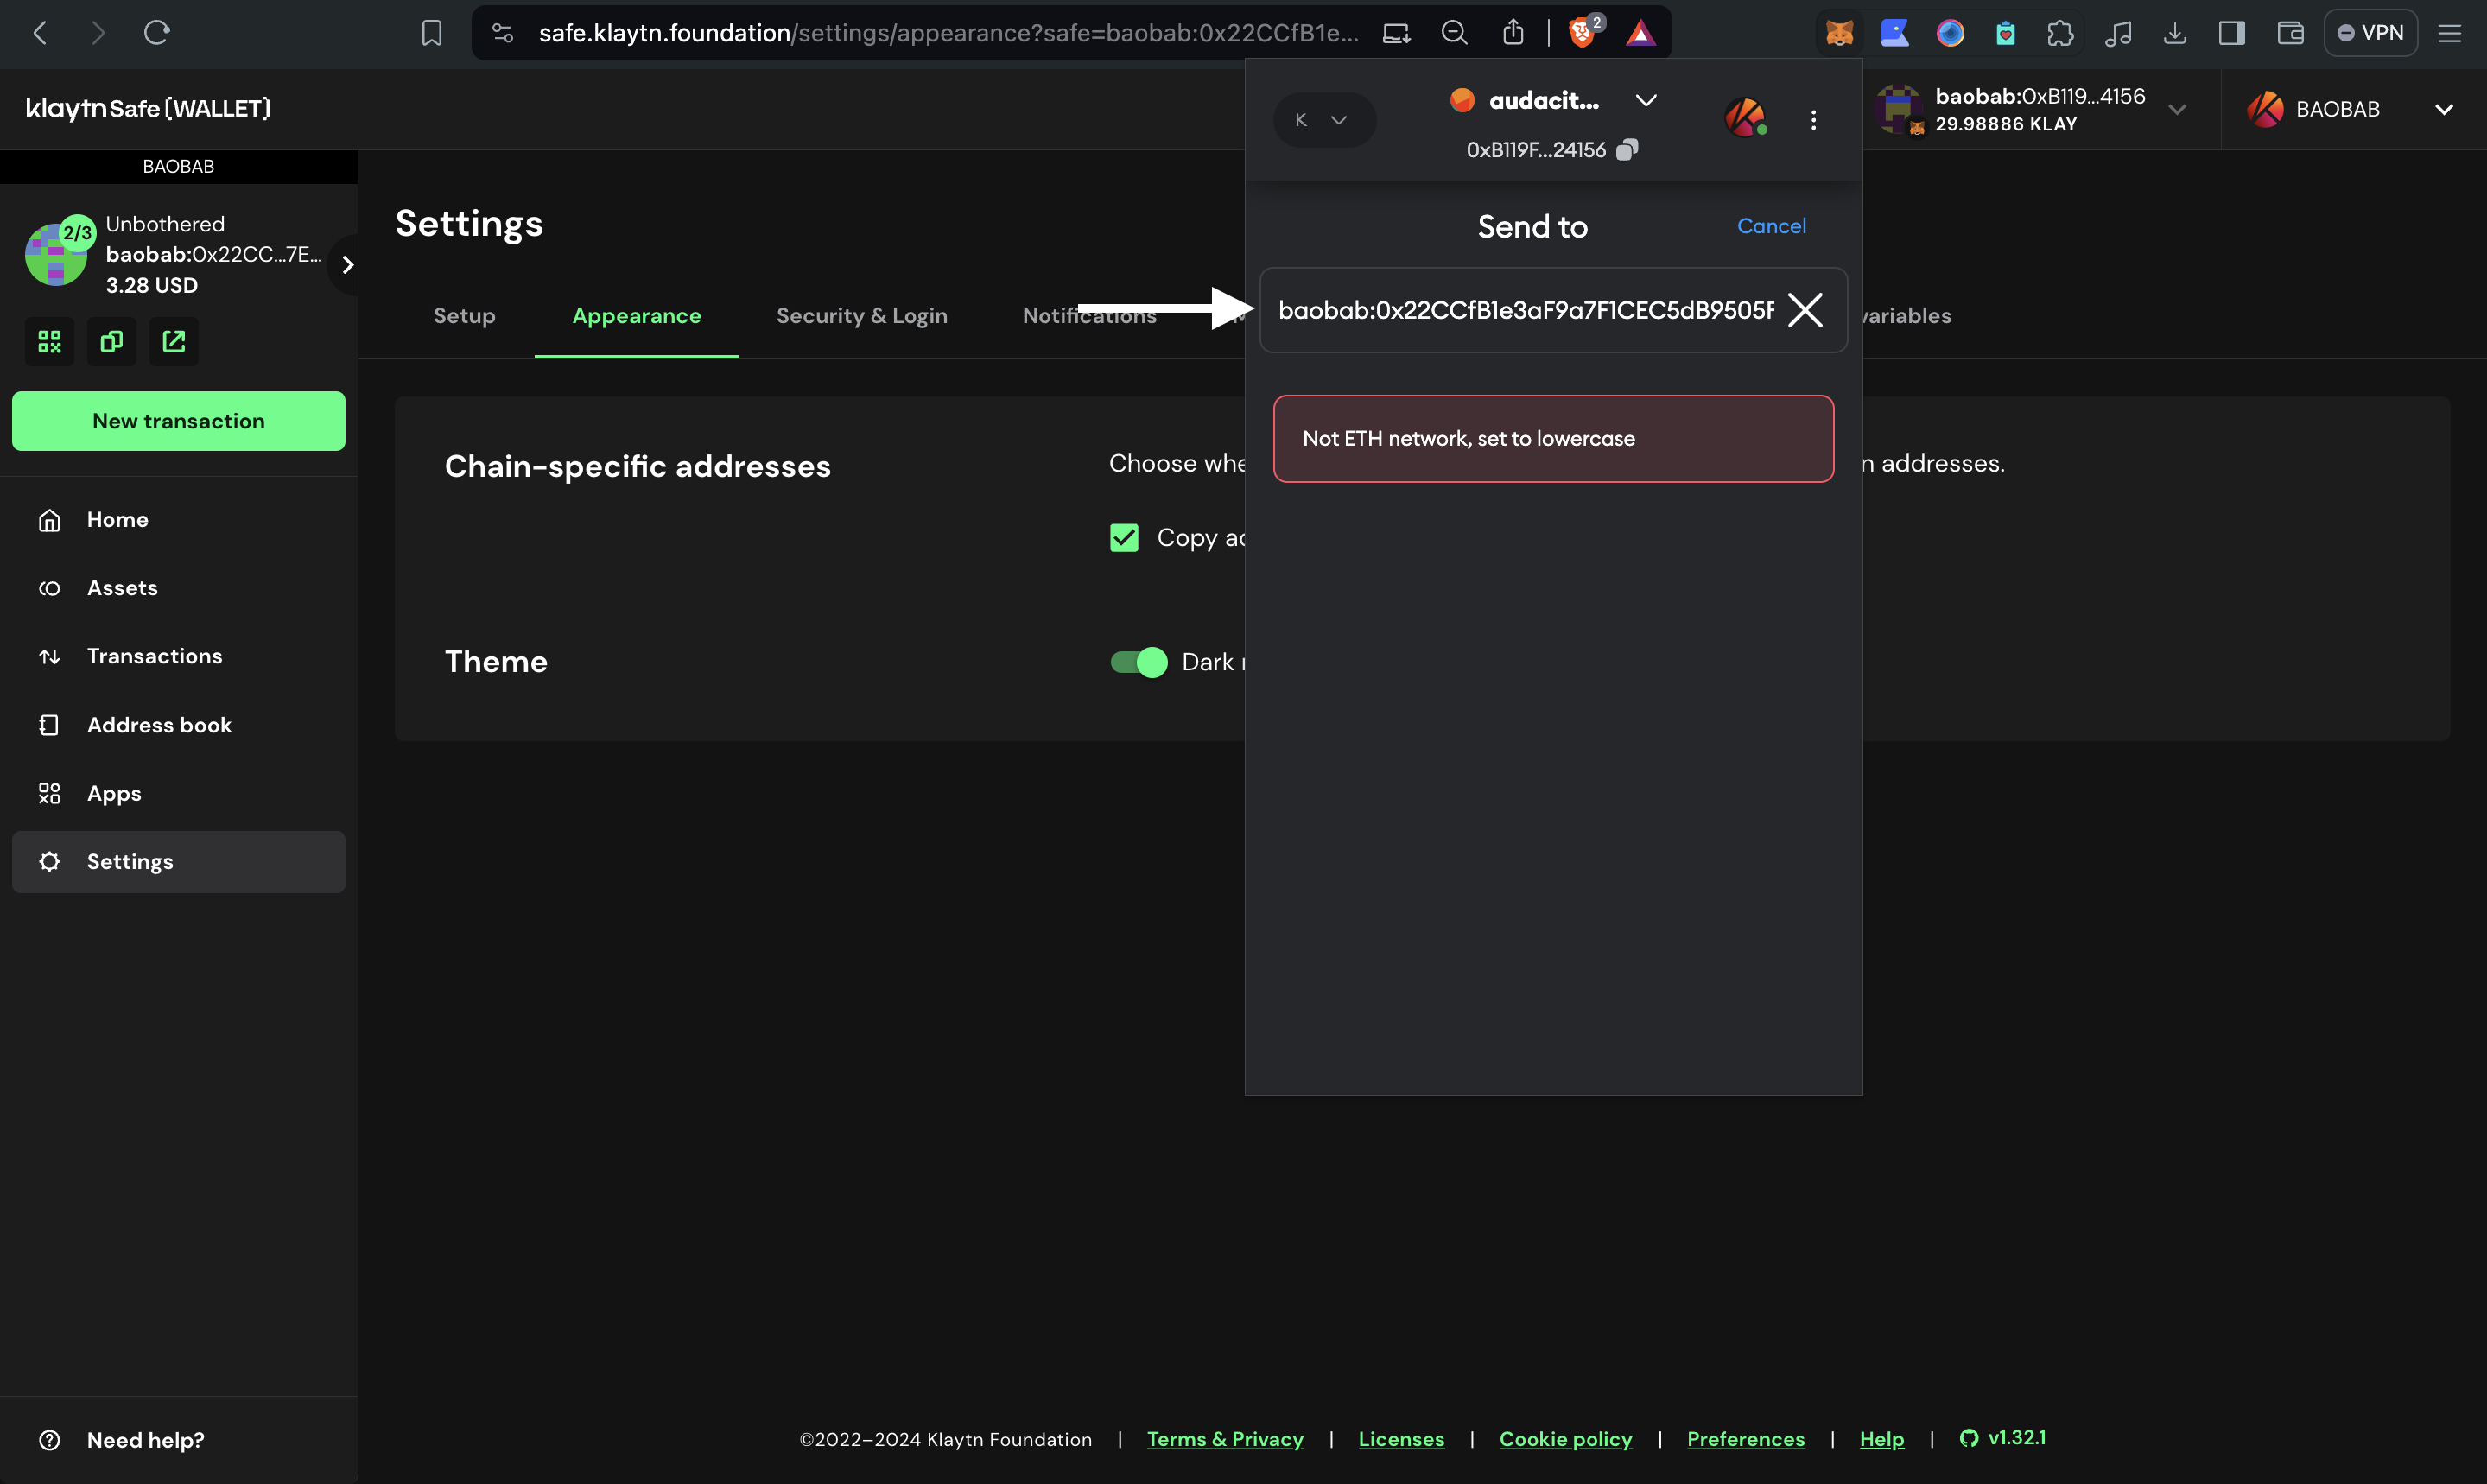 safe.klaytn.foundation/settings/appearance?safe=baobab:0x22CCfB1e...
2
VPN
klaytn Safe {WALLET}
baobab:0xB119...4156
29.98886 KLAY
BAOBAB
BAOBAB
2/3
Unbothered
baobab:0x22CC...7E...
3.28 USD
New transaction
Home
Assets
Transactions
Address book
Apps
Settings
Need help?
Settings
Setup
Appearance
Security & Login
Notifications
variables
Chain-specific addresses
Choose whe
n addresses.
Copy ac
Theme
Dark
K
audacit...
0xB119F...24156
Send to
Cancel
baobab:0x22CCfB1e3aF9a7F1CEC5dB9505F
Not ETH network, set to lowercase
©2022–2024 Klaytn Foundation | Terms & Privacy | Licenses | Cookie policy | Preferences | Help | v1.32.1